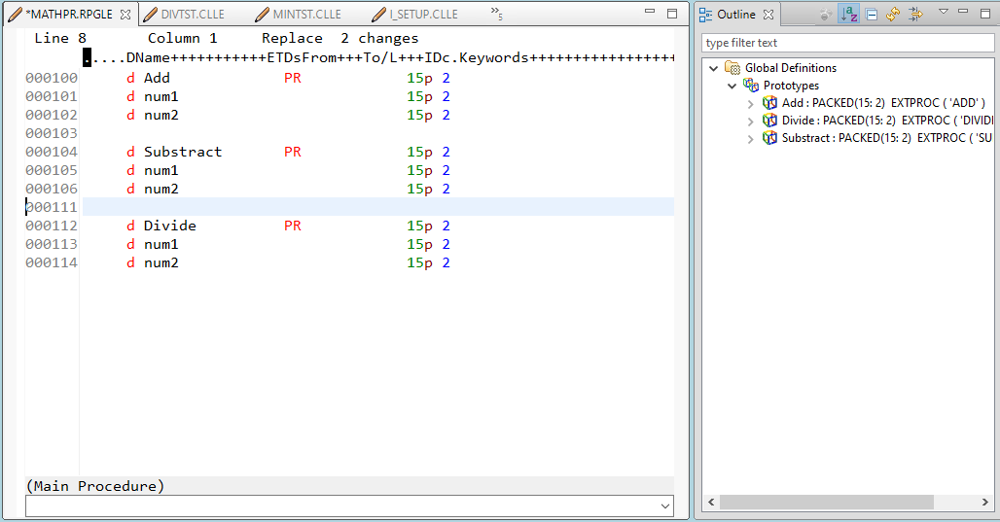 *MATHPR.RPGLE DIVTST.CLLE MINTST.CLLE I_SETUP.CLLE »5
Line 8 Column 1 Replace 2 changes
.....DName+++++++++++ETDsFrom+++To/L+++IDc.Keywords+++++++++++++++++
000100 d Add PR 15p 2
000101 d num1 15p 2
000102 d num2 15p 2
000103
000104 d Substract PR 15p 2
000105 d num1 15p 2
000106 d num2 15p 2
000111
000112 d Divide PR 15p 2
000113 d num1 15p 2
000114 d num2 15p 2
(Main Procedure)
Outline
type filter text
Global Definitions
Prototypes
Add : PACKED(15: 2) EXTPROC ( 'ADD' )
Divide : PACKED(15: 2) EXTPROC ( 'DIVIDI
Substract : PACKED(15: 2) EXTPROC ( 'SU